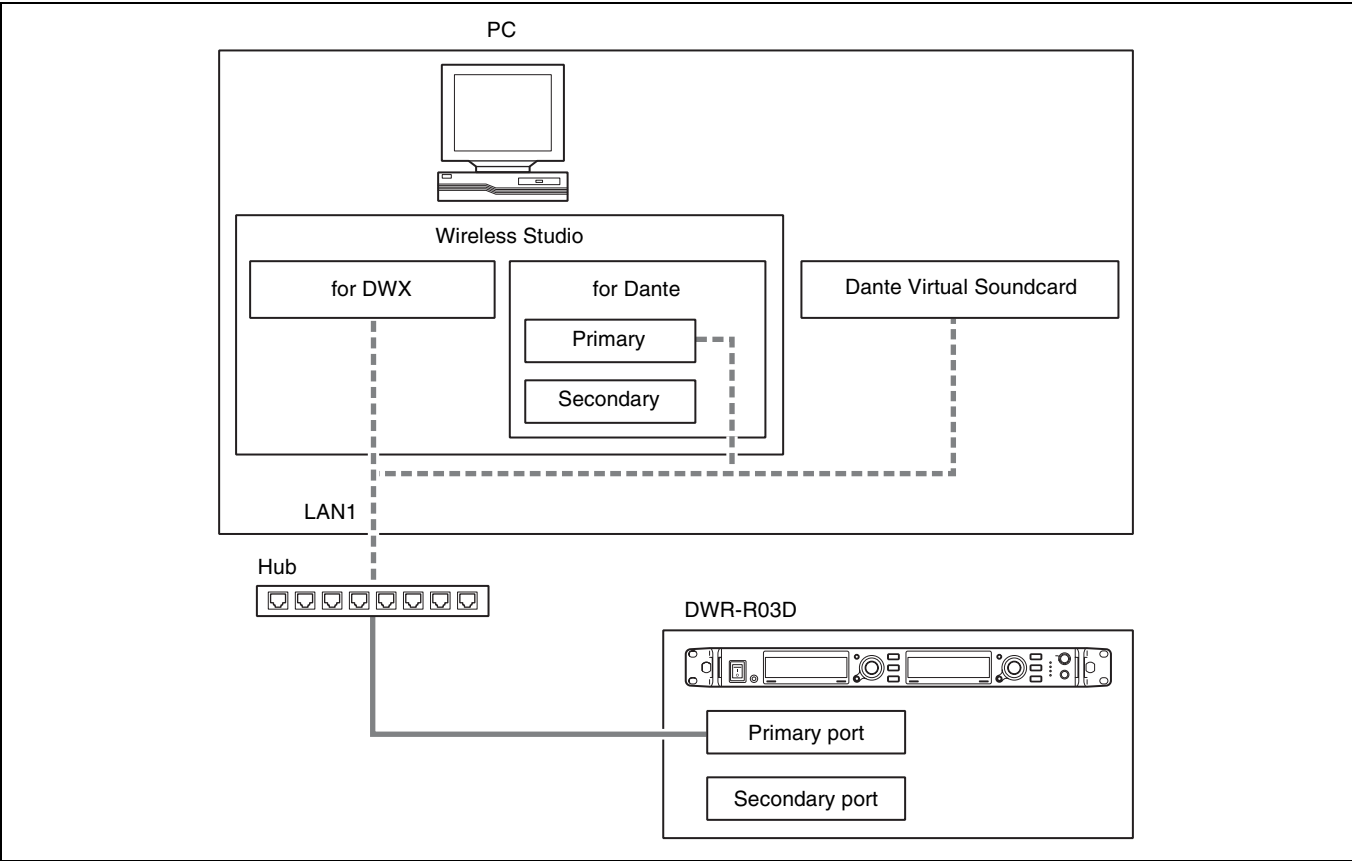 PC
Wireless Studio
for DWX
for Dante
Dante Virtual Soundcard
Primary
Secondary
LAN1
Hub
DWR-R03D
Primary port
Secondary port